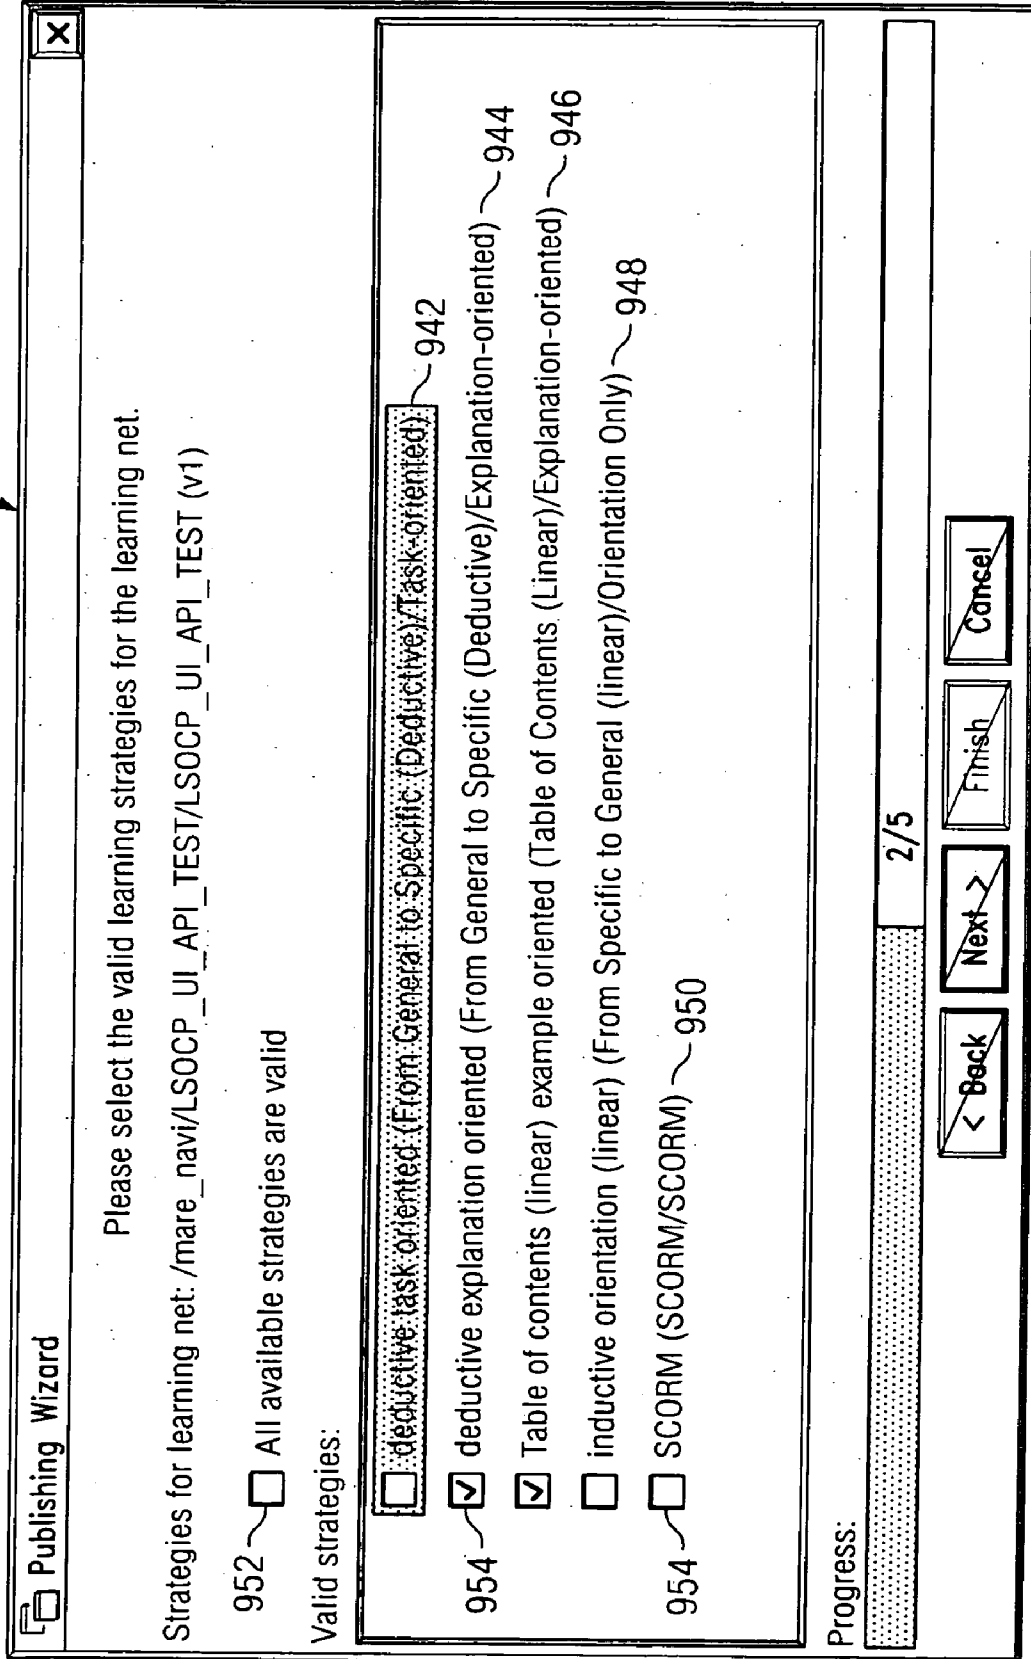 Publishing Wizard
Please select the valid learning strategies for the learning net.
Strategies for learning net: /mare_navi/LSOCP_UI_API_TEST/LSOCP_UI_API_TEST (v1)
952 All available strategies are valid
Valid strategies:
deductive task oriented (From General to Specific (Deductive)/Task-oriented) 942
954 deductive explanation oriented (From General to Specific (Deductive)/Explanation-oriented) 944
Table of contents (linear) example oriented (Table of Contents (Linear)/Explanation-oriented) 946
inductive orientation (linear) (From Specific to General (linear)/Orientation Only) 948
954 SCORM (SCORM/SCORM) 950
Progress:
2/5
< Back Next > Finish Cancel